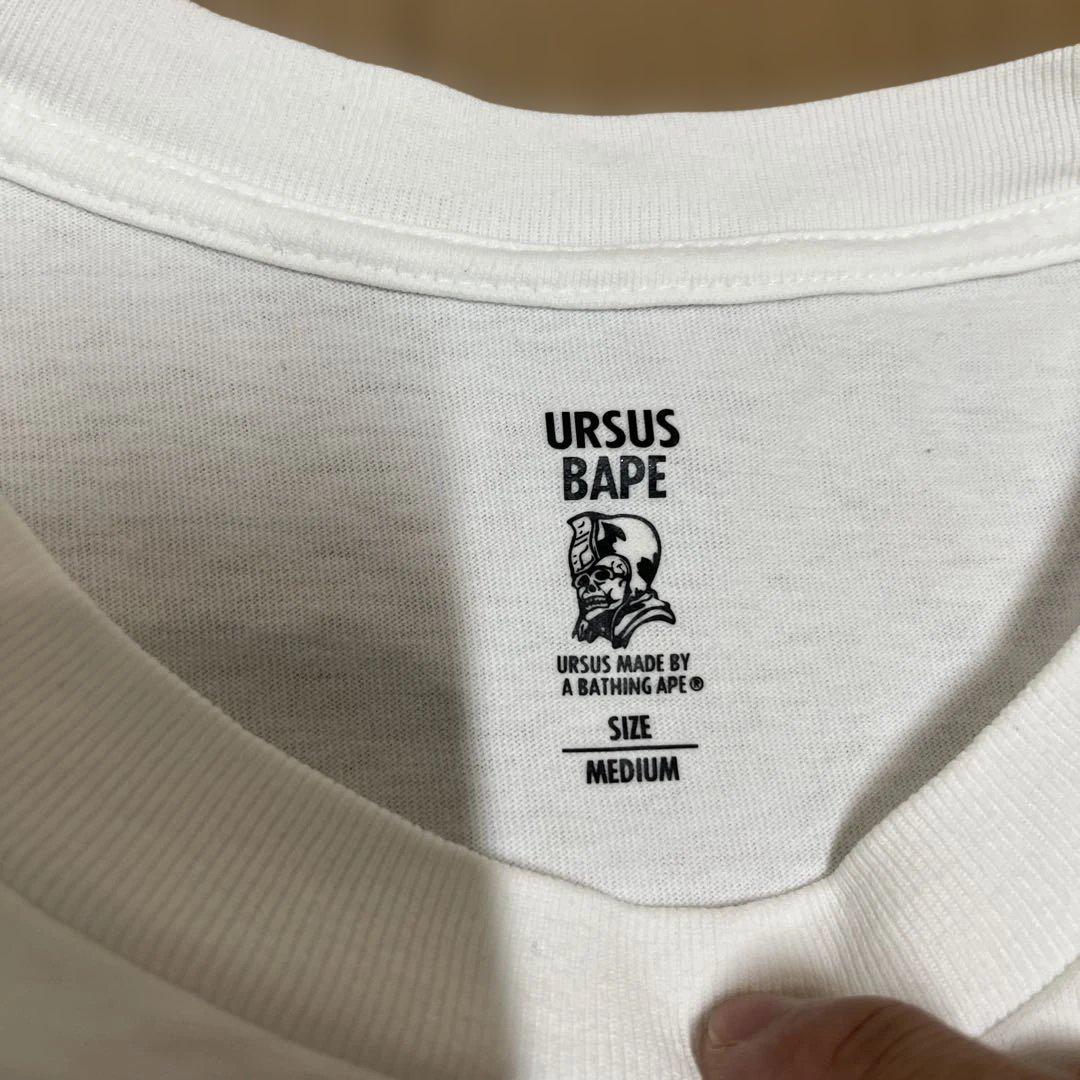 URSUS
BAPE
URSUS MADE BY
A BATHING APE®
SIZE
MEDIUM